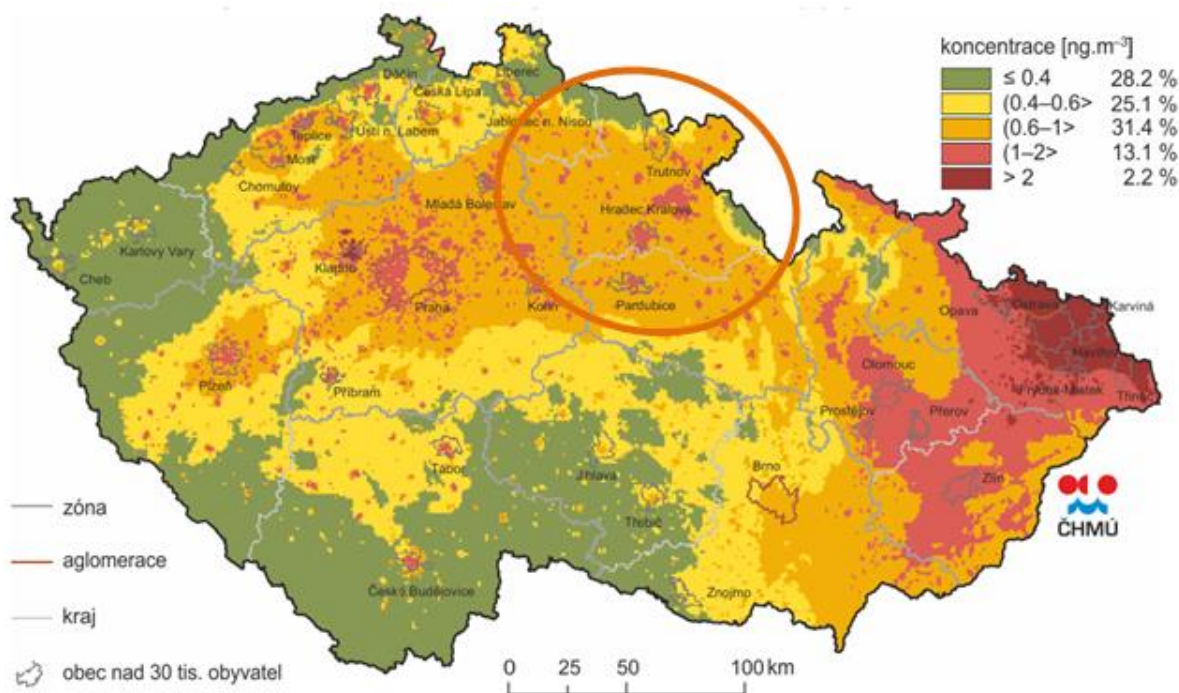 koncentrace [ng.m⁻³]
≤ 0.4 28.2 %
(0.4–0.6> 25.1 %
(0.6–1> 31.4 %
(1–2> 13.1 %
> 2 2.2 %
Děčín
Liberec
Česká Lípa
Jablonec n. Nisou
Teplice
Ústí n. Labem
Most
Chomutov
Trutnov
Mladá Boleslav
Hradec Králové
Karlovy Vary
Cheb
Kladno
Praha
Kolín
Pardubice
Opava
Ostrava
Karviná
Havířov
Olomouc
Frýdek-Místek
Třinec
Plzeň
Příbram
Prostějov
Přerov
Tábor
Jihlava
Brno
Zlín
Třebíč
ČHMÚ
České Budějovice
Znojmo
zóna
aglomerace
kraj
obec nad 30 tis. obyvatel
0 25 50 100 km